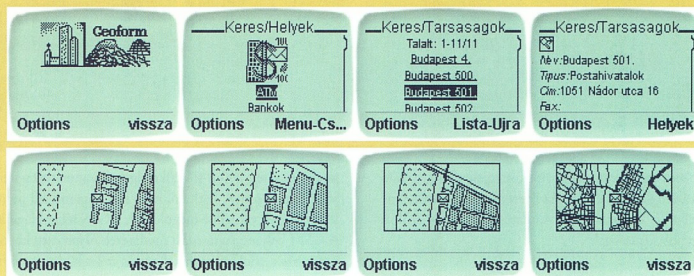 Geoform
Options vissza
Keres/Helyek
ATM
Bankok
Options Menu-Cs...
Keres/Tarsasagok
Talalt: 1-11/11
Budapest 4.
Budapest 500.
Budapest 501.
Budapest 502
Options Lista-Ujra
Keres/Tarsasagok
Nev:Budapest 501.
Tipus:Postahivatalok
Cim:1051 Nádor utca 16
Fax:
Options Helyek
Options vissza
Options vissza
Options vissza
Options vissza